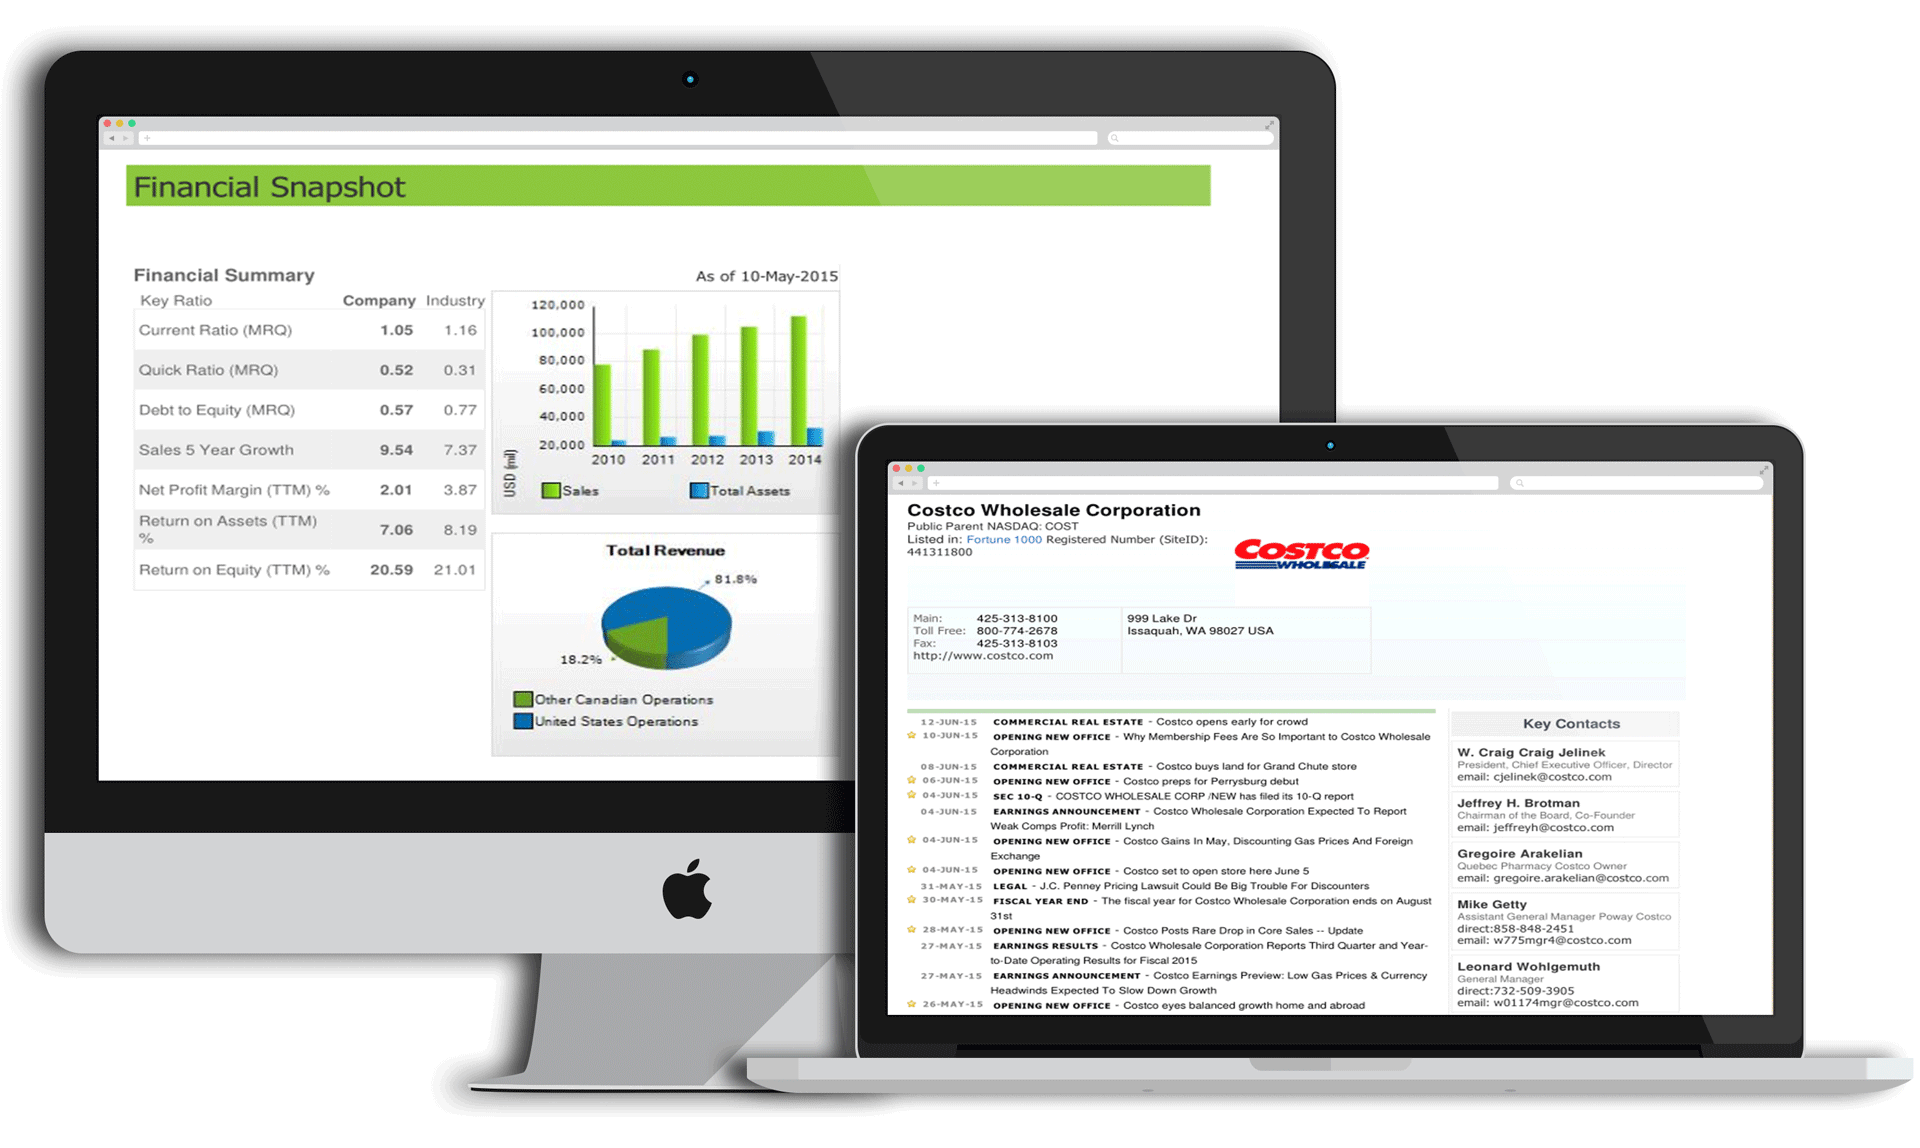 Financial Snapshot
Financial Summary
As of 10-May-2015
Key Ratio Company Industry
Current Ratio (MRQ) 1.05 1.16
Quick Ratio (MRQ) 0.52 0.31
Debt to Equity (MRQ) 0.57 0.77
Sales 5 Year Growth 9.54 7.37
Net Profit Margin (TTM) % 2.01 3.87
Return on Assets (TTM)
% 7.06 8.19
Return on Equity (TTM) % 20.59 21.01
120,000
100,000
80,000
60,000
40,000
20,000
USD (mil)
2010 2011 2012 2013 2014
Sales Total Assets
Total Revenue
81.8%
18.2%
Other Canadian Operations
United States Operations
Costco Wholesale Corporation
Public Parent NASDAQ: COST
Listed in: Fortune 1000 Registered Number (SiteID):
441311800
COSTCO
WHOLESALE
Main: 425-313-8100
Toll Free: 800-774-2678
Fax: 425-313-8103
http://www.costco.com
999 Lake Dr
Issaquah, WA 98027 USA
12-JUN-15 COMMERCIAL REAL ESTATE - Costco opens early for crowd
10-JUN-15 OPENING NEW OFFICE - Why Membership Fees Are So Important to Costco Wholesale
Corporation
08-JUN-15 COMMERCIAL REAL ESTATE - Costco buys land for Grand Chute store
06-JUN-15 OPENING NEW OFFICE - Costco preps for Perrysburg debut
04-JUN-15 SEC 10-Q - COSTCO WHOLESALE CORP /NEW has filed its 10-Q report
04-JUN-15 EARNINGS ANNOUNCEMENT - Costco Wholesale Corporation Expected To Report
Weak Comps Profit: Merrill Lynch
04-JUN-15 OPENING NEW OFFICE - Costco Gains In May, Discounting Gas Prices And Foreign
Exchange
04-JUN-15 OPENING NEW OFFICE - Costco set to open store here June 5
31-MAY-15 LEGAL - J.C. Penney Pricing Lawsuit Could Be Big Trouble For Discounters
30-MAY-15 FISCAL YEAR END - The fiscal year for Costco Wholesale Corporation ends on August
31st
28-MAY-15 OPENING NEW OFFICE - Costco Posts Rare Drop in Core Sales -- Update
27-MAY-15 EARNINGS RESULTS - Costco Wholesale Corporation Reports Third Quarter and Year-
to-Date Operating Results for Fiscal 2015
27-MAY-15 EARNINGS ANNOUNCEMENT - Costco Earnings Preview: Low Gas Prices & Currency
Headwinds Expected To Slow Down Growth
26-MAY-15 OPENING NEW OFFICE - Costco eyes balanced growth home and abroad
Key Contacts
W. Craig Craig Jelinek
President, Chief Executive Officer, Director
email: cjelinek@costco.com
Jeffrey H. Brotman
Chairman of the Board, Co-Founder
email: jeffreyh@costco.com
Gregoire Arakelian
Quebec Pharmacy Costco Owner
email: gregoire.arakelian@costco.com
Mike Getty
Assistant General Manager Poway Costco
direct:858-848-2451
email: w775mgr4@costco.com
Leonard Wohlgemuth
General Manager
direct:732-509-3905
email: w01174mgr@costco.com